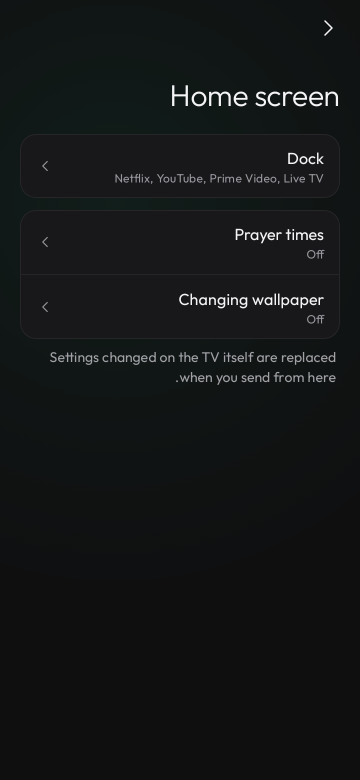 Home screen
Dock
Netflix, YouTube, Prime Video, Live TV
Prayer times
Off
Changing wallpaper
Off
Settings changed on the TV itself are replaced
.when you send from here